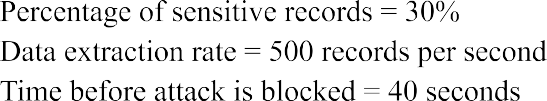 Percentage of sensitive records = 30%
Data extraction rate = 500 records per second
Time before attack is blocked = 40 seconds